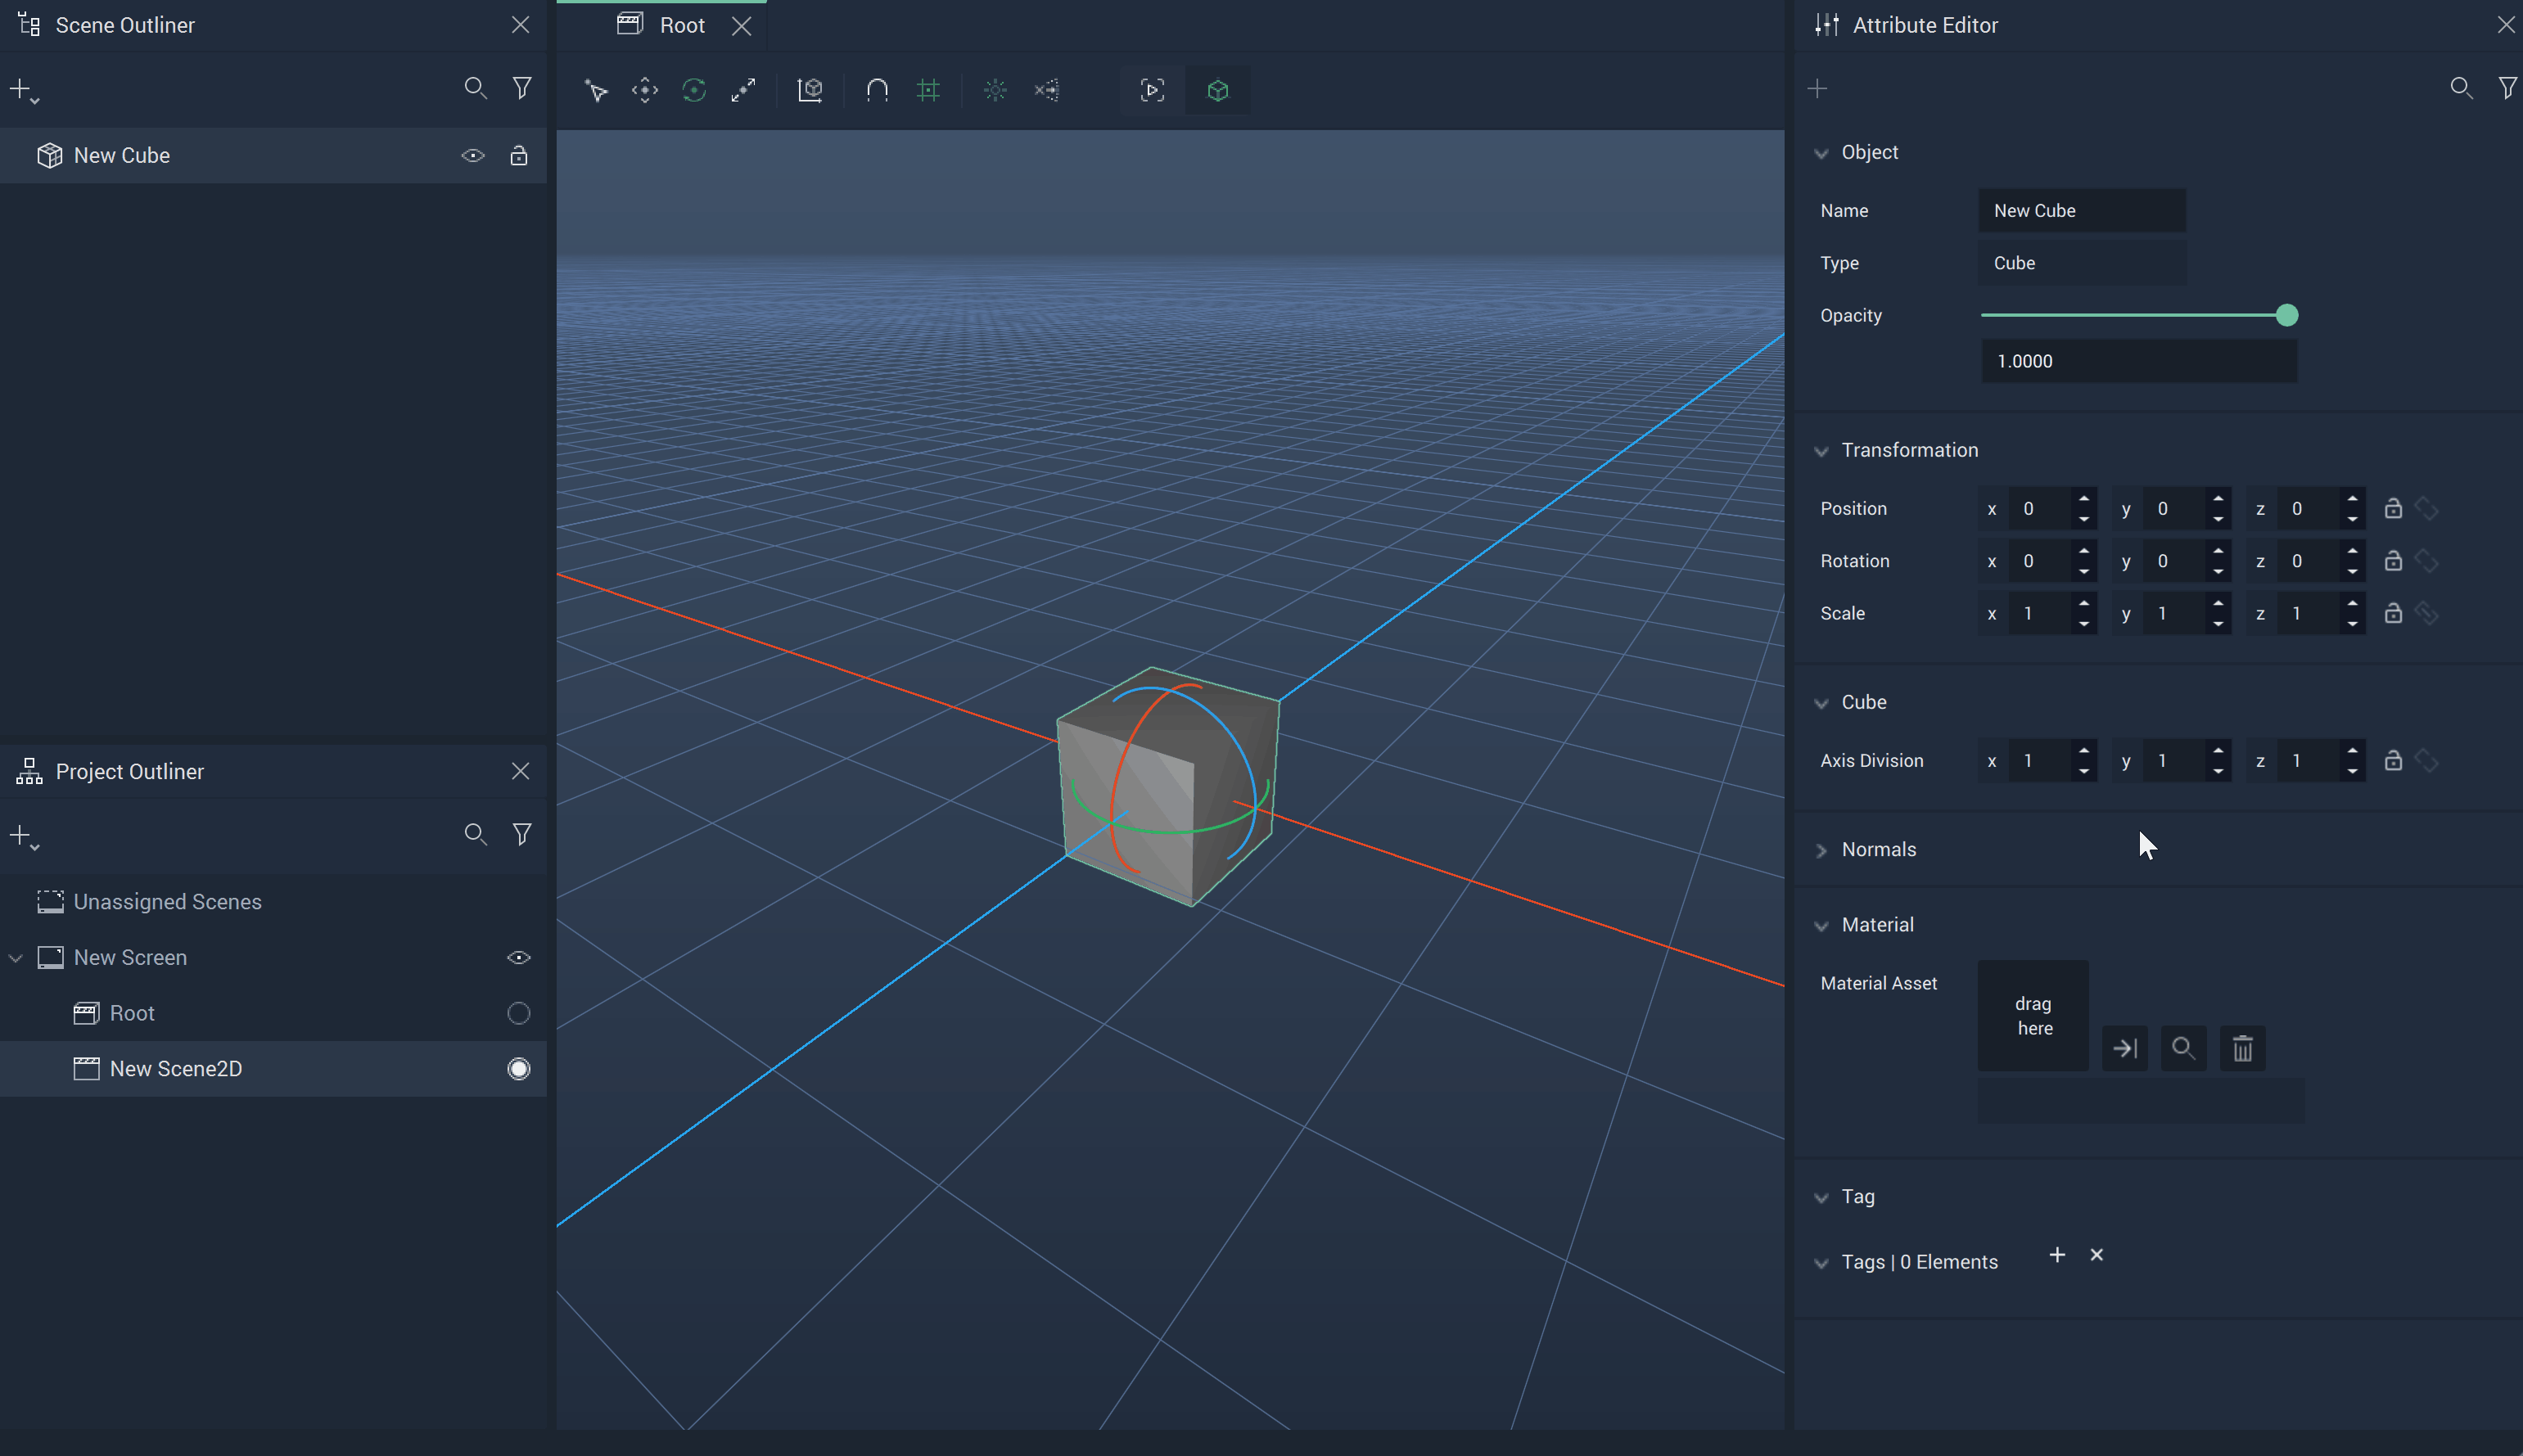 Scene Outliner
New Cube
Project Outliner
Unassigned Scenes
New Screen
Root
New Scene2D
Root
Attribute Editor
Object
Name New Cube
Type Cube
Opacity
1.0000
Transformation
Position x 0 y 0 z 0
Rotation x 0 y 0 z 0
Scale x 1 y 1 z 1
Cube
Axis Division x 1 y 1 z 1
Normals
Material
Material Asset
drag
here
Tag
Tags | 0 Elements